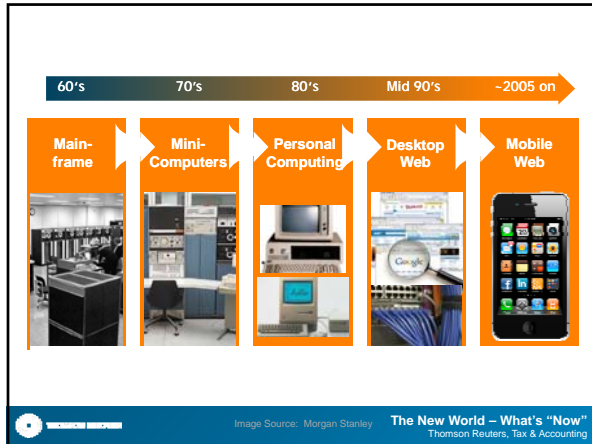 60's 70's 80's Mid 90's ~2005 on
Main-
frame
Mini-
Computers
Personal
Computing
Desktop
Web
Mobile
Web
Google
Image Source: Morgan Stanley
The New World – What's "Now"
Thomson Reuters, Tax & Accounting